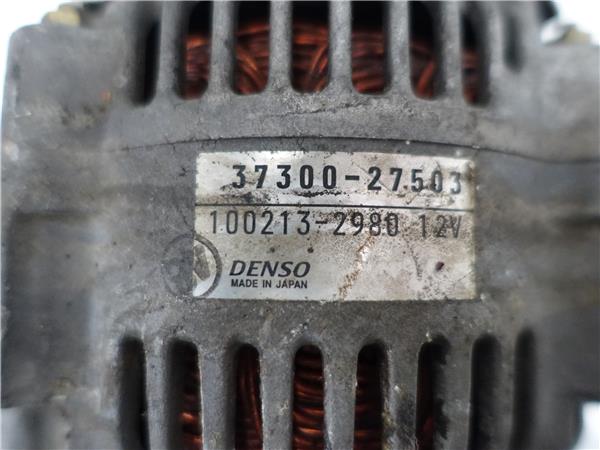 37300-27503
100213-2980 12V
DENSO
MADE IN JAPAN